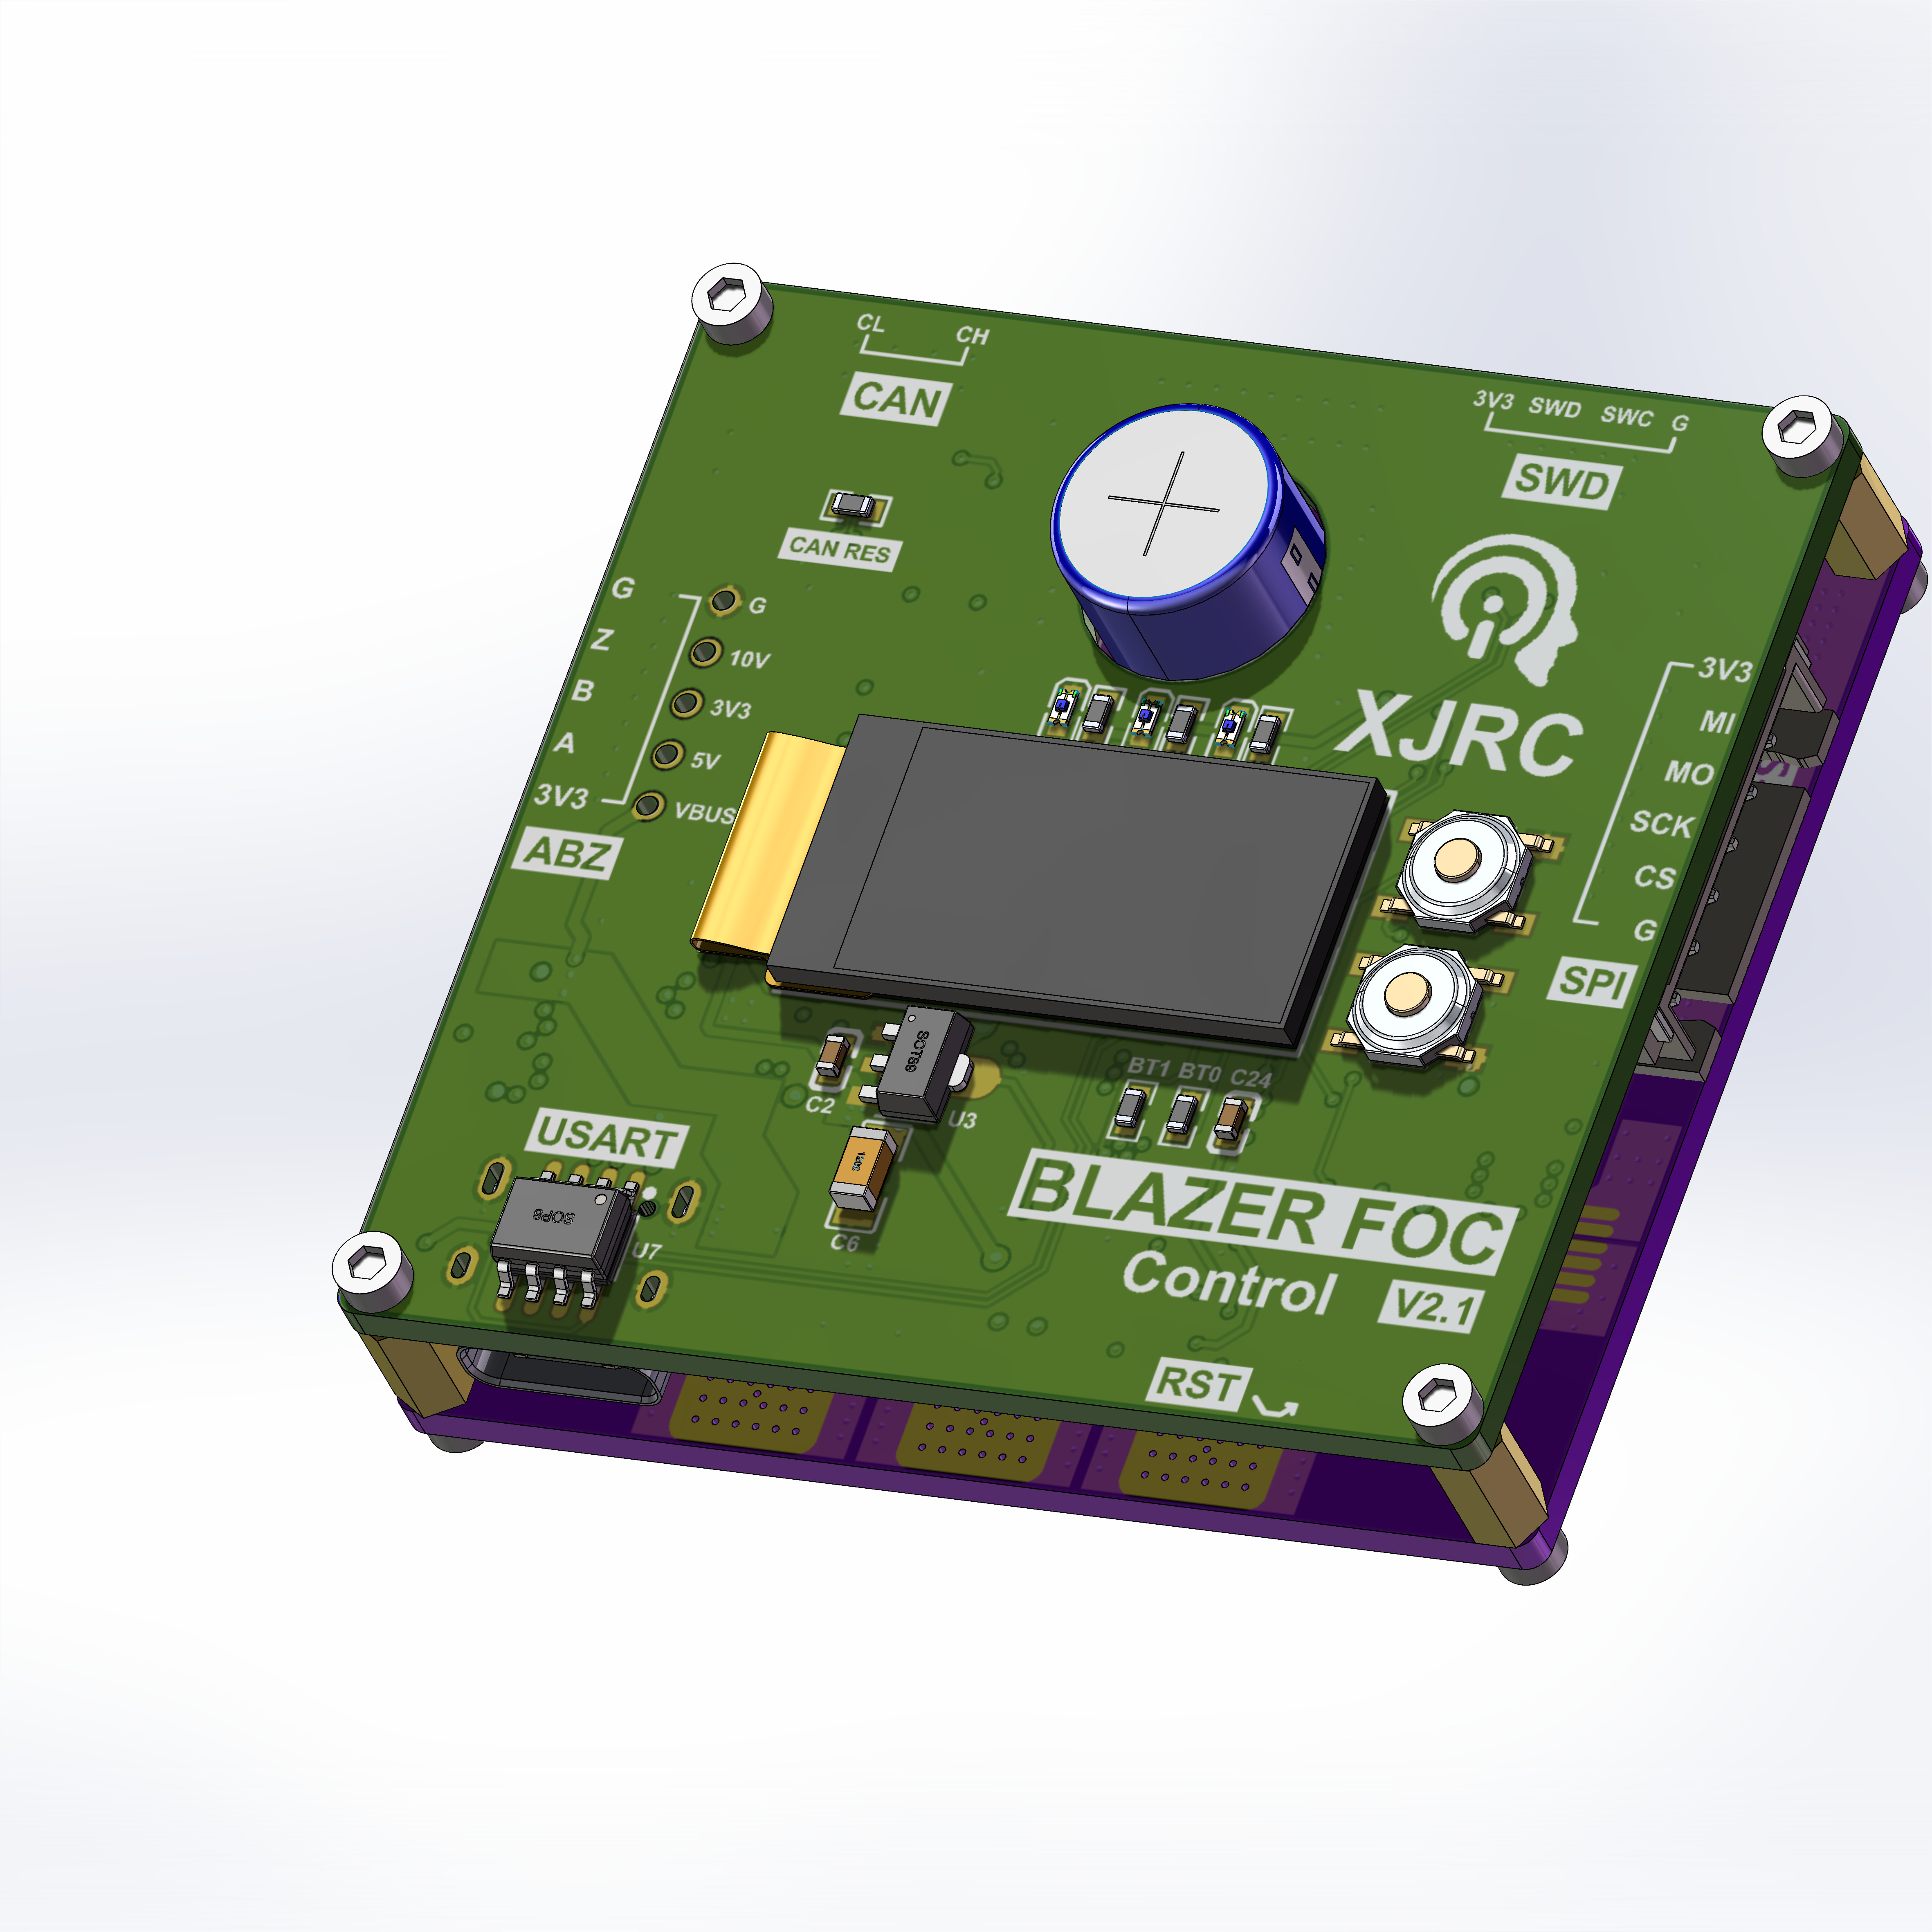 CL CH
CAN
3V3 SWD SWC G
SWD
CAN RES
XJRC
G
Z
B
A
3V3
G
10V
3V3
5V
VBUS
ABZ
3V3
MI
MO
SCK
CS
G
SPI
SOT89
C2
U3
BT1 BT0 C24
USART
SOP8
U7
C6
BLAZER FOC
Control
V2.1
RST